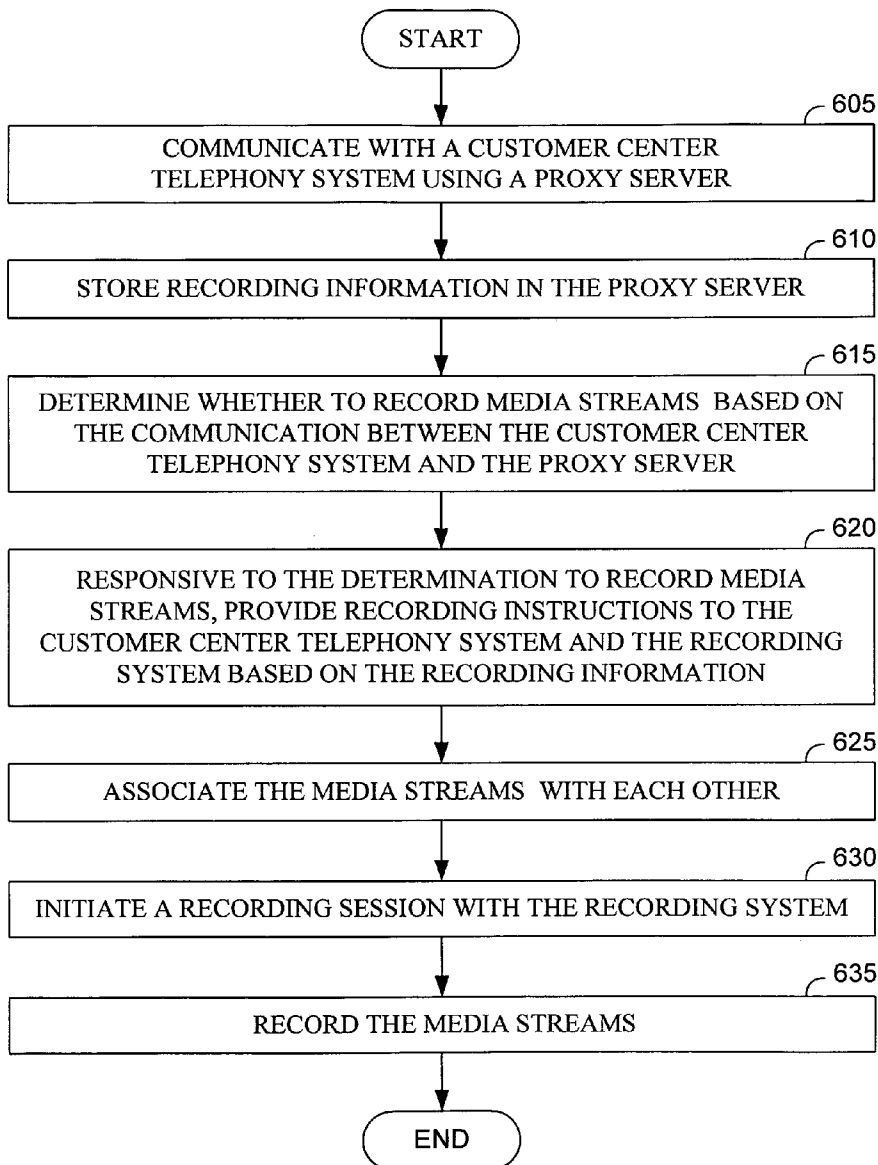 START
605
COMMUNICATE WITH A CUSTOMER CENTER
TELEPHONY SYSTEM USING A PROXY SERVER
610
STORE RECORDING INFORMATION IN THE PROXY SERVER
615
DETERMINE WHETHER TO RECORD MEDIA STREAMS BASED ON
THE COMMUNICATION BETWEEN THE CUSTOMER CENTER
TELEPHONY SYSTEM AND THE PROXY SERVER
620
RESPONSIVE TO THE DETERMINATION TO RECORD MEDIA
STREAMS, PROVIDE RECORDING INSTRUCTIONS TO THE
CUSTOMER CENTER TELEPHONY SYSTEM AND THE RECORDING
SYSTEM BASED ON THE RECORDING INFORMATION
625
ASSOCIATE THE MEDIA STREAMS WITH EACH OTHER
630
INITIATE A RECORDING SESSION WITH THE RECORDING SYSTEM
635
RECORD THE MEDIA STREAMS
END